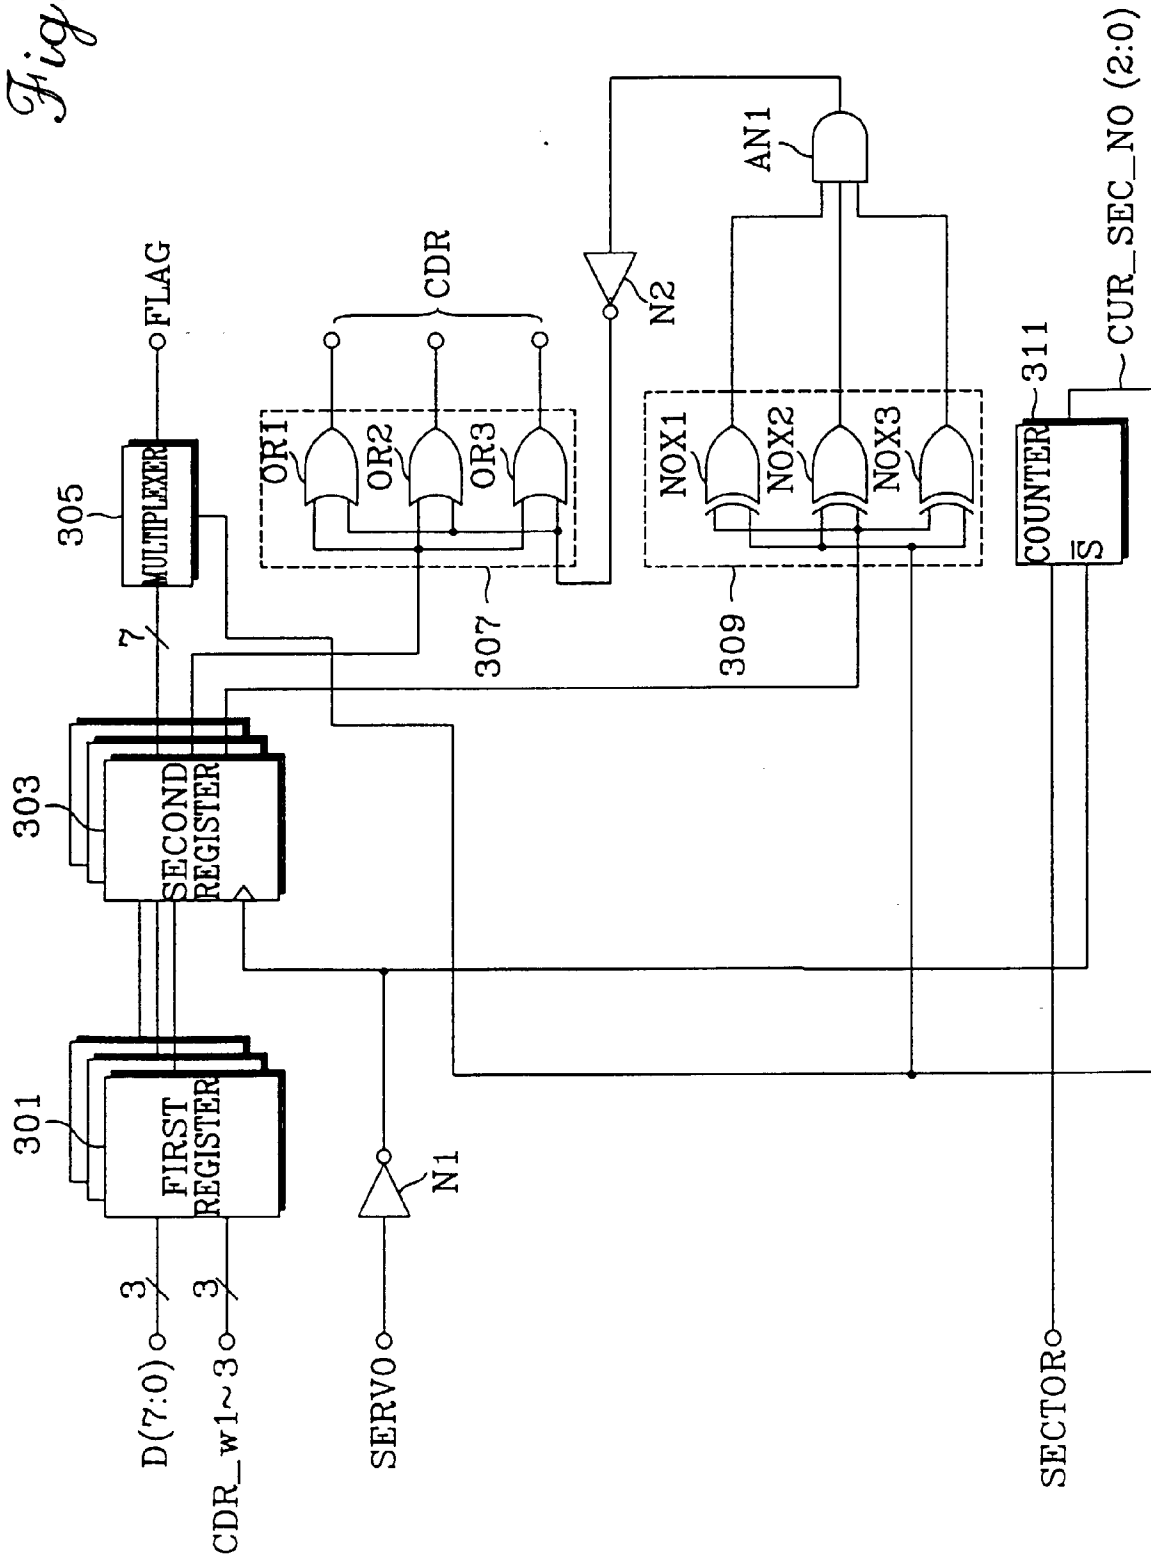 Fig
D(7:0)
3
CDR_w1~3
3
301
FIRST
REGISTER
303
SECOND
REGISTER
7
305
MULTIPLEXER
FLAG
SERVO
N1
307
OR1
OR2
OR3
CDR
N2
309
NOX1
NOX2
NOX3
AN1
SECTOR
COUNTER
S̅
311
CUR_SEC_NO (2:0)